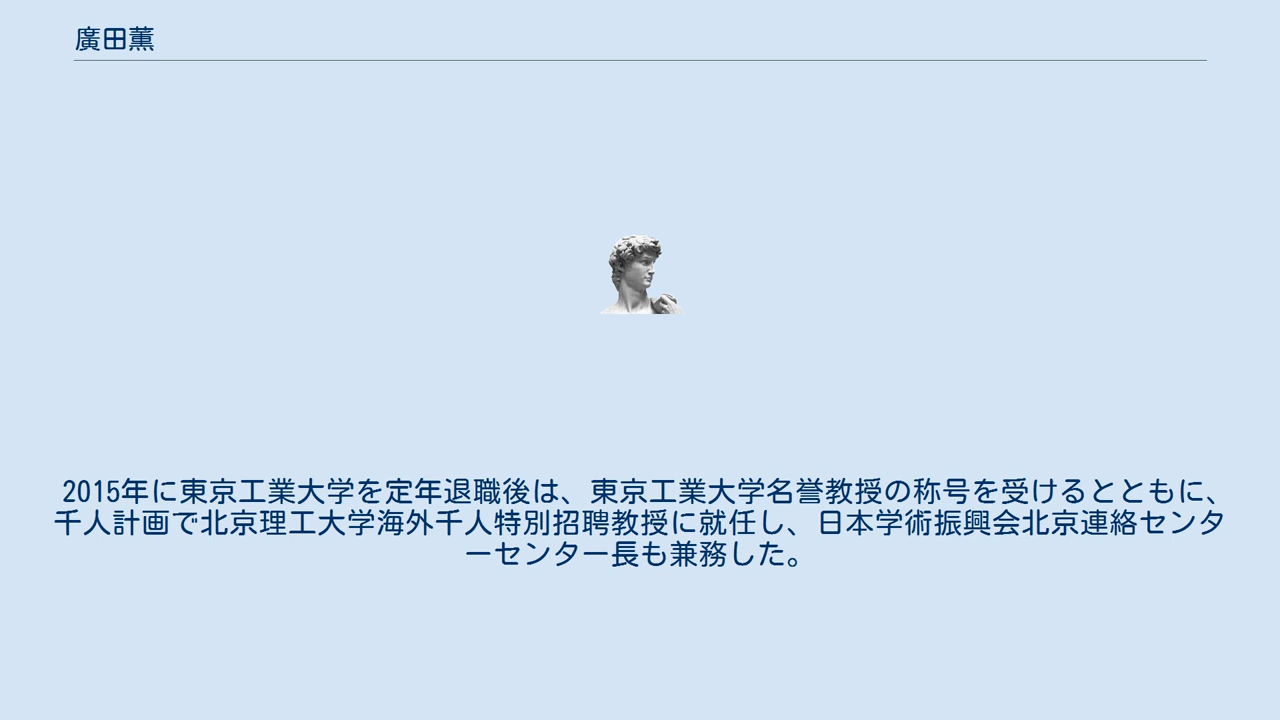 廣田薫
2015年に東京工業大学を定年退職後は、東京工業大学名誉教授の称号を受けるとともに、
千人計画で北京理工大学海外千人特別招聘教授に就任し、日本学術振興会北京連絡センタ
ーセンター長も兼務した。